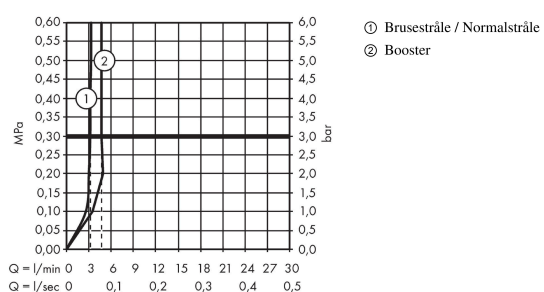 0,60 6,0
0,55 5,5
0,50 5,0
0,45 4,5
0,40 4,0
0,35 3,5
0,30 3,0
0,25 2,5
0,20 2,0
0,15 1,5
0,10 1,0
0,05 0,5
0,00 0,0
MPa
bar
1
2
Q = l/min 0 3 6 9 12 15 18 21 24 27 30
Q = l/sec 0 0,1 0,2 0,3 0,4 0,5
① Brusestråle / Normalstråle
② Booster